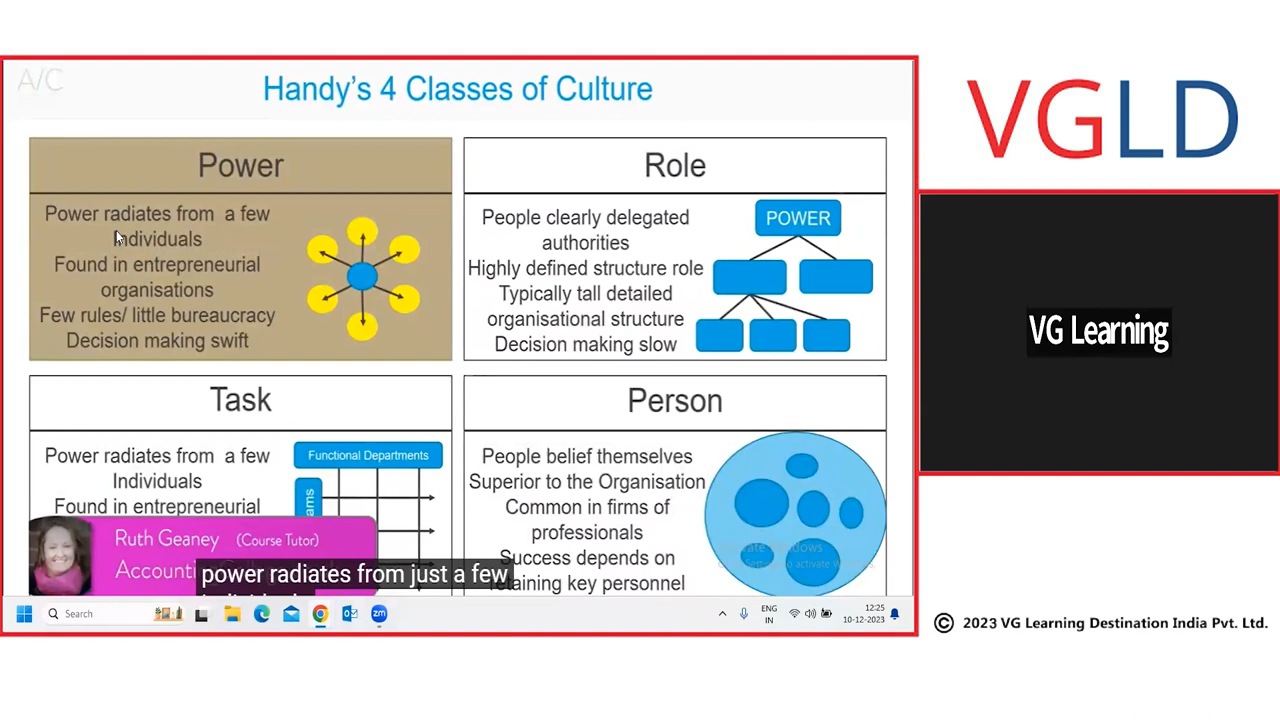 A/C
Handy's 4 Classes of Culture
Power
Power radiates from a few
Individuals
Found in entrepreneurial
organisations
Few rules/ little bureaucracy
Decision making swift
Role
People clearly delegated
authorities
Highly defined structure role
Typically tall detailed
organisational structure
Decision making slow
POWER
Task
Power radiates from a few
Individuals
Found in entrepreneurial
Functional Departments
Person
People belief themselves
Superior to the Organisation
Common in firms of
professionals
Success depends on
retaining key personnel
Ruth Geaney (Course Tutor)
power radiates from just a few
Search
zm
ENG
IN
12:25
10-12-2023
VGLD
VG Learning
© 2023 VG Learning Destination India Pvt. Ltd.